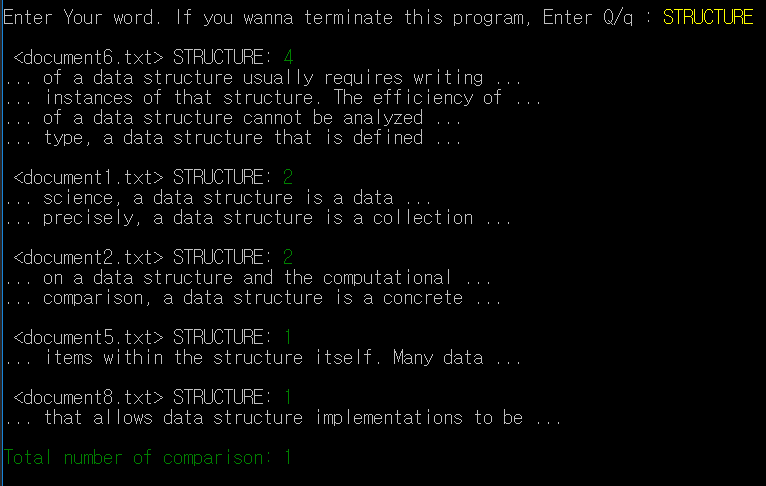 Enter Your word. If you wanna terminate this program, Enter Q/q : STRUCTURE
<document6.txt> STRUCTURE: 4
... of a data structure usually requires writing ...
... instances of that structure. The efficiency of ...
... of a data structure cannot be analyzed ...
... type, a data structure that is defined ...
<document1.txt> STRUCTURE: 2
... science, a data structure is a data ...
... precisely, a data structure is a collection ...
<document2.txt> STRUCTURE: 2
... on a data structure and the computational ...
... comparison, a data structure is a concrete ...
<document5.txt> STRUCTURE: 1
... items within the structure itself. Many data ...
<document8.txt> STRUCTURE: 1
... that allows data structure implementations to be ...
Total number of comparison: 1